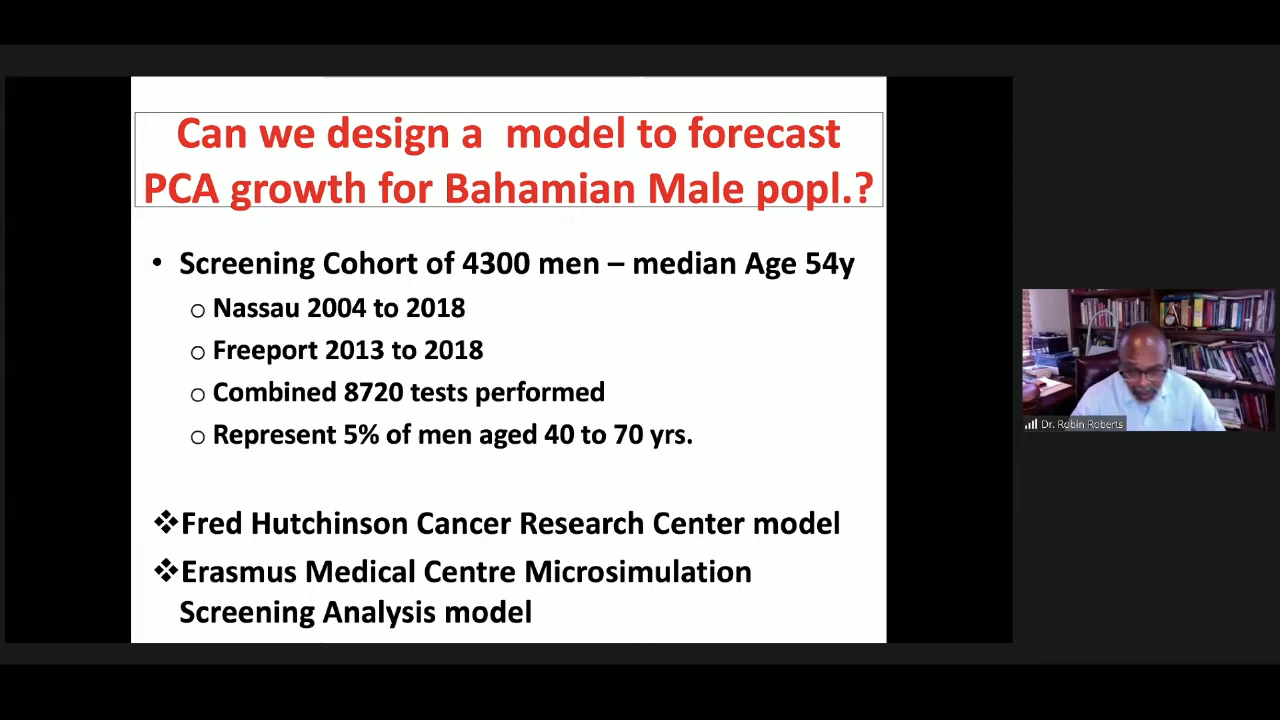 Can we design a  model to forecast
PCA growth for Bahamian Male popl.?
• Screening Cohort of 4300 men – median Age 54y
o Nassau 2004 to 2018
o Freeport 2013 to 2018
o Combined 8720 tests performed
o Represent 5% of men aged 40 to 70 yrs.
❖Fred Hutchinson Cancer Research Center model
❖Erasmus Medical Centre Microsimulation
Screening Analysis model
Dr. Robin Roberts